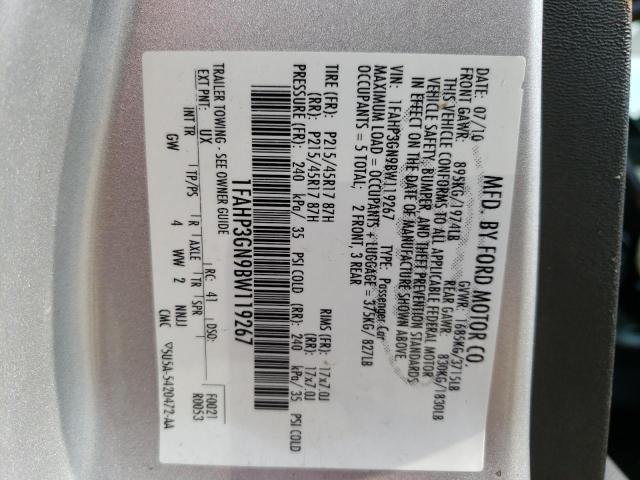 MFD. BY FORD MOTOR CO.
DATE: 07/10 GVWR: 1685KG/3715LB
FRONT GAWR: 895KG/1974LB REAR GAWR: 830KG/1830LB
THIS VEHICLE CONFORMS TO ALL APPLICABLE FEDERAL MOTOR
VEHICLE SAFETY, BUMPER, AND THEFT PREVENTION STANDARDS
IN EFFECT ON THE DATE OF MANUFACTURE SHOWN ABOVE
VIN: 1FAHP3GN9BW119267 TYPE: Passenger Car
MAXIMUM LOAD = OCCUPANTS + LUGGAGE = 375KG/827LB
OCCUPANTS = 5 TOTAL; 2 FRONT, 3 REAR
TIRE (FR): P215/45R17 87H RIMS (FR): 17x7.0J
(RR): P215/45R17 87H (RR): 17x7.0J
PRESSURE (FR): 240 kPa/ 35 PSI COLD (RR): 240 kPa/ 35 PSI COLD
1FAHP3GN9BW119267
TRAILER TOWING - SEE OWNER GUIDE
EXT PNT: UX RC: 41 DSO: F0021
R0053
INT TR TP/PS R AXLE TR SPR
GW 4 WW 2 NNJJ
CMC 5U5A-5420472-AA